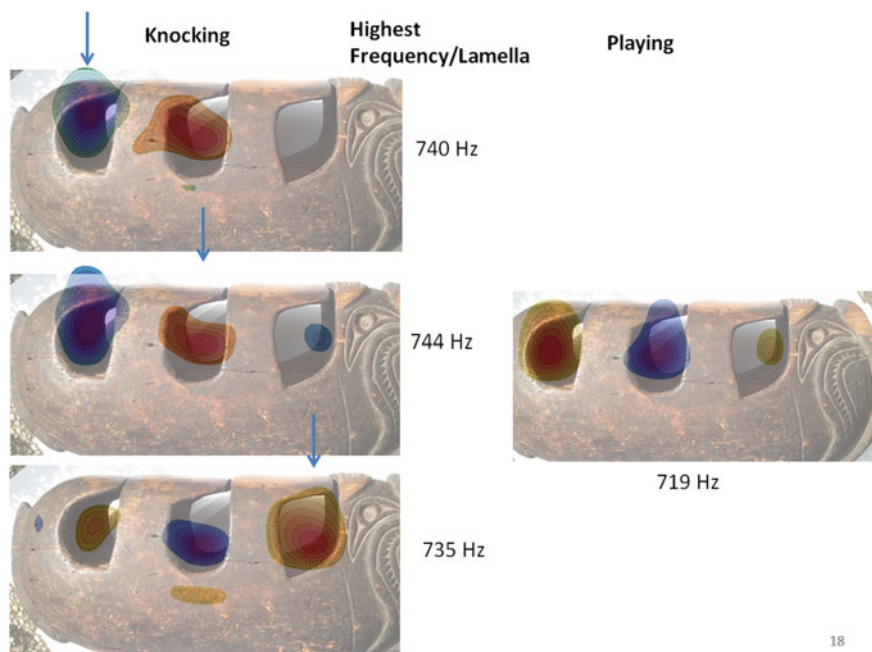 Knocking
Highest
Frequency/Lamella
Playing
740 Hz
744 Hz
719 Hz
735 Hz
18